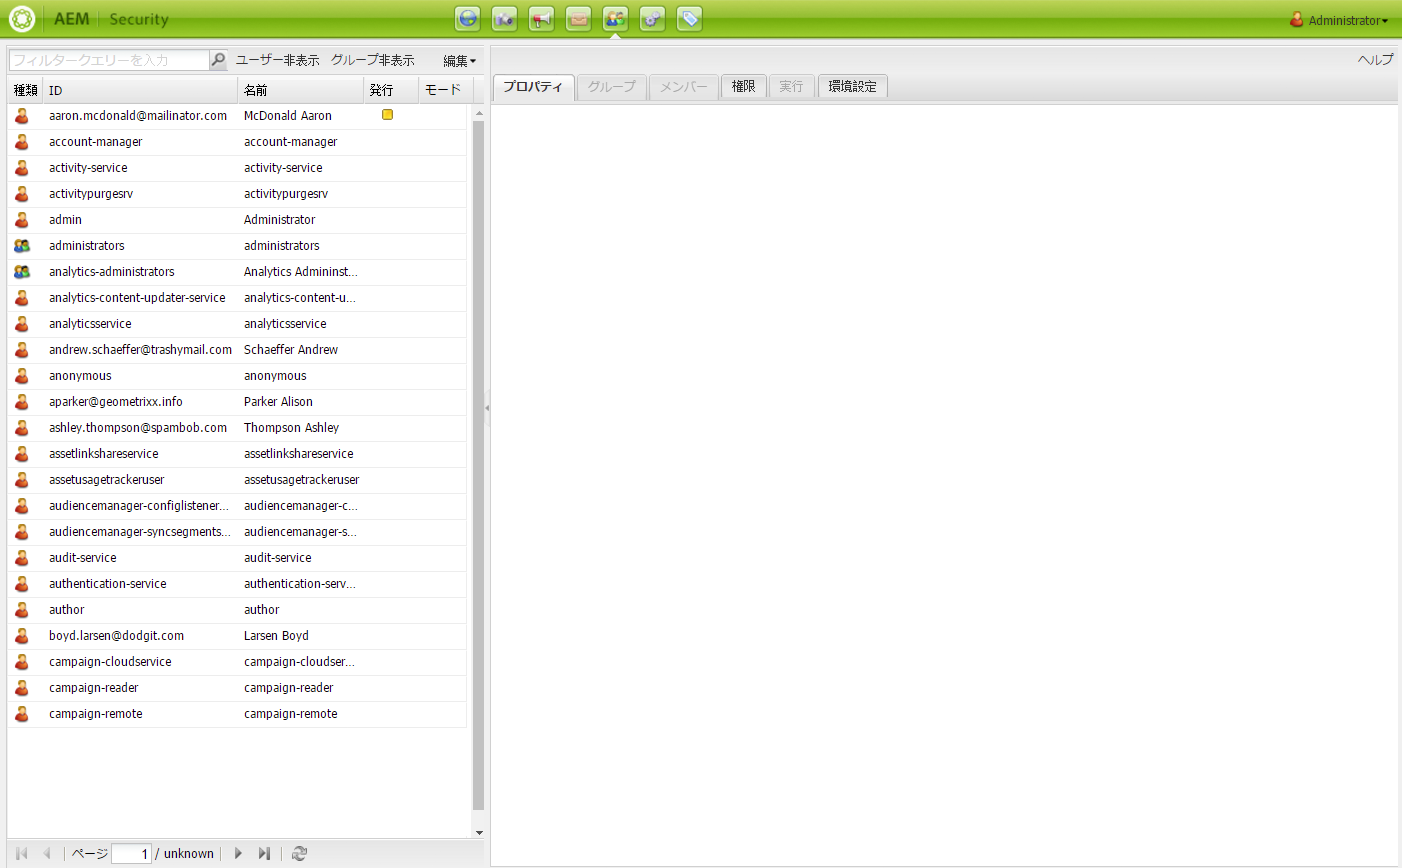 AEM Security Administrator
フィルタークエリーを入力 ユーザー非表示 グループ非表示 編集 ヘルプ
プロパティ グループ メンバー 権限 実行 環境設定
種類 ID 名前 発行 モード
aaron.mcdonald@mailinator.com McDonald Aaron
account-manager account-manager
activity-service activity-service
activitypurgesrv activitypurgesrv
admin Administrator
administrators administrators
analytics-administrators Analytics Admininst...
analytics-content-updater-service analytics-content-u...
analyticsservice analyticsservice
andrew.schaeffer@trashymail.com Schaeffer Andrew
anonymous anonymous
aparker@geometrixx.info Parker Alison
ashley.thompson@spambob.com Thompson Ashley
assetlinkshareservice assetlinkshareservice
assetusagetrackeruser assetusagetrackeruser
audiencemanager-configlistener... audiencemanager-c...
audiencemanager-syncsegments... audiencemanager-s...
audit-service audit-service
authentication-service authentication-serv...
author author
boyd.larsen@dodgit.com Larsen Boyd
campaign-cloudservice campaign-cloudser...
campaign-reader campaign-reader
campaign-remote campaign-remote
ページ 1 / unknown